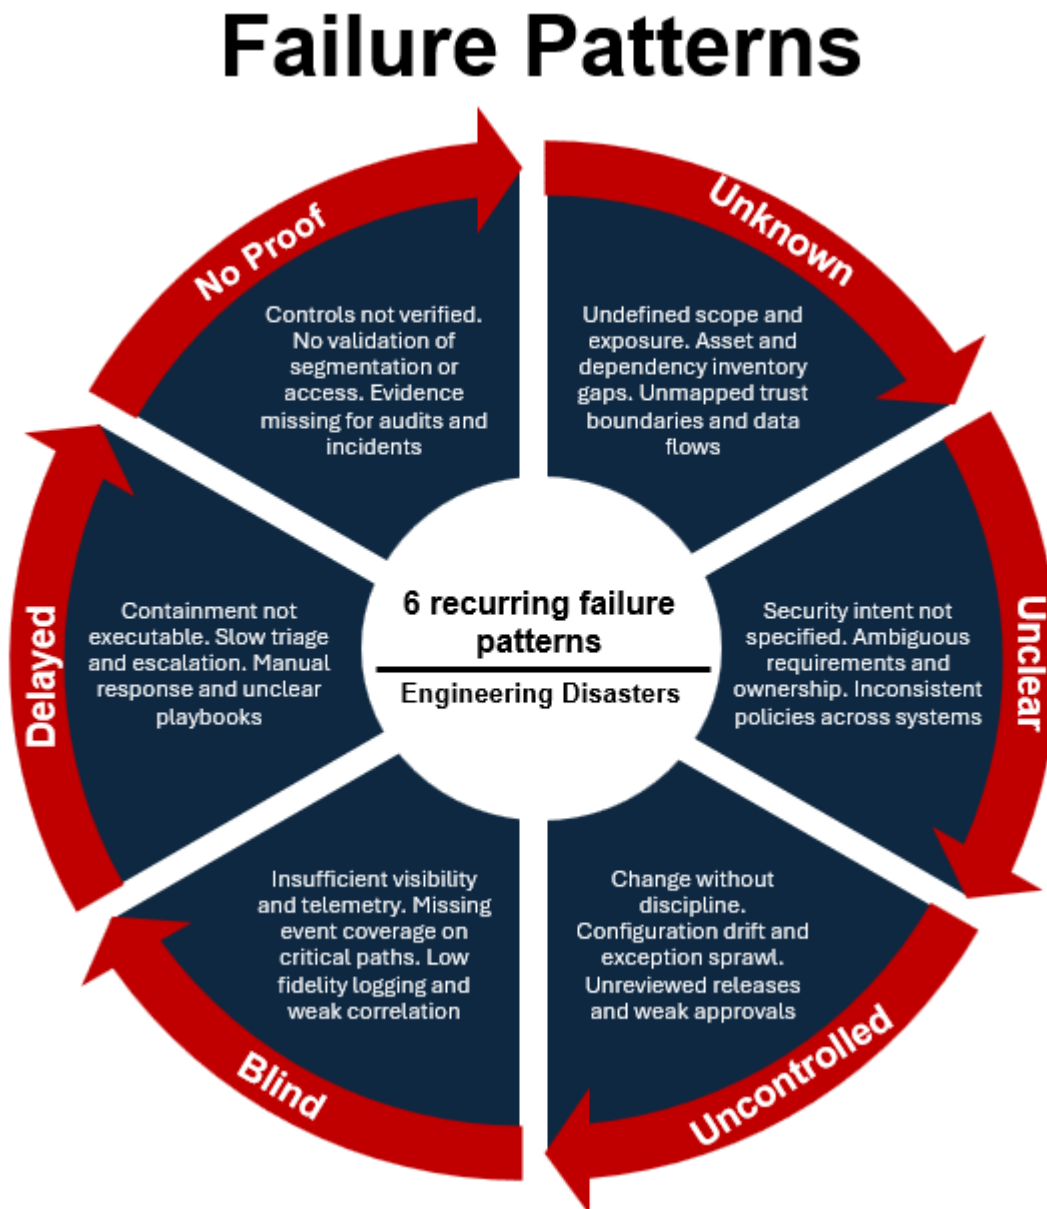 Failure Patterns
Unknown
Undefined scope and
exposure. Asset and
dependency inventory
gaps. Unmapped trust
boundaries and data
flows
Unclear
Security intent not
specified. Ambiguous
requirements and
ownership. Inconsistent
policies across systems
Uncontrolled
Change without
discipline.
Configuration drift and
exception sprawl.
Unreviewed releases
and weak approvals
Blind
Insufficient visibility
and telemetry. Missing
event coverage on
critical paths. Low
fidelity logging and
weak correlation
Delayed
Containment not
executable. Slow triage
and escalation. Manual
response and unclear
playbooks
No Proof
Controls not verified.
No validation of
segmentation or
access. Evidence
missing for audits and
incidents
6 recurring failure
patterns
Engineering Disasters